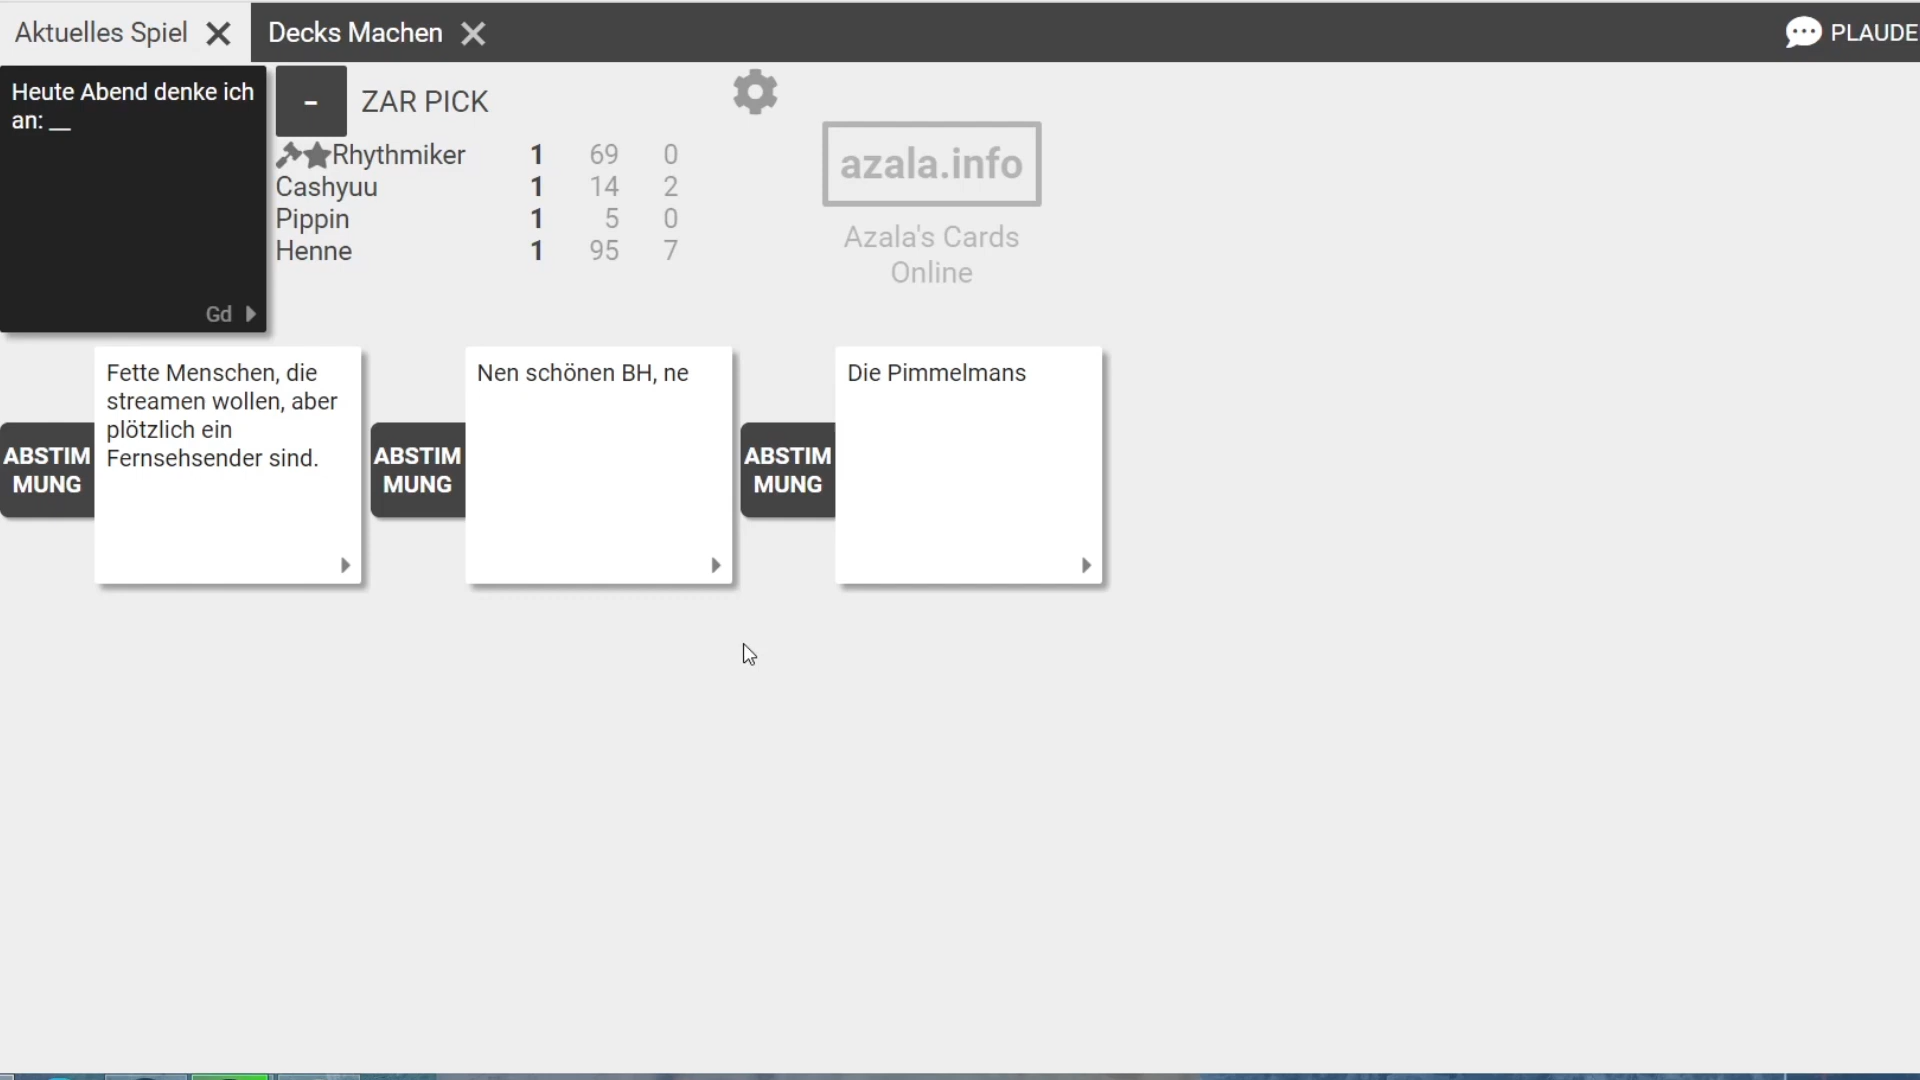 Aktuelles Spiel
Decks Machen
PLAUDE
Heute Abend denke ich
an: __
Gd
-
ZAR PICK
Rhythmiker 1 69 0
Cashyuu 1 14 2
Pippin 1 5 0
Henne 1 95 7
azala.info
Azala's Cards
Online
ABSTIM
MUNG
Fette Menschen, die
streamen wollen, aber
plötzlich ein
Fernsehsender sind.
ABSTIM
MUNG
Nen schönen BH, ne
ABSTIM
MUNG
Die Pimmelmans